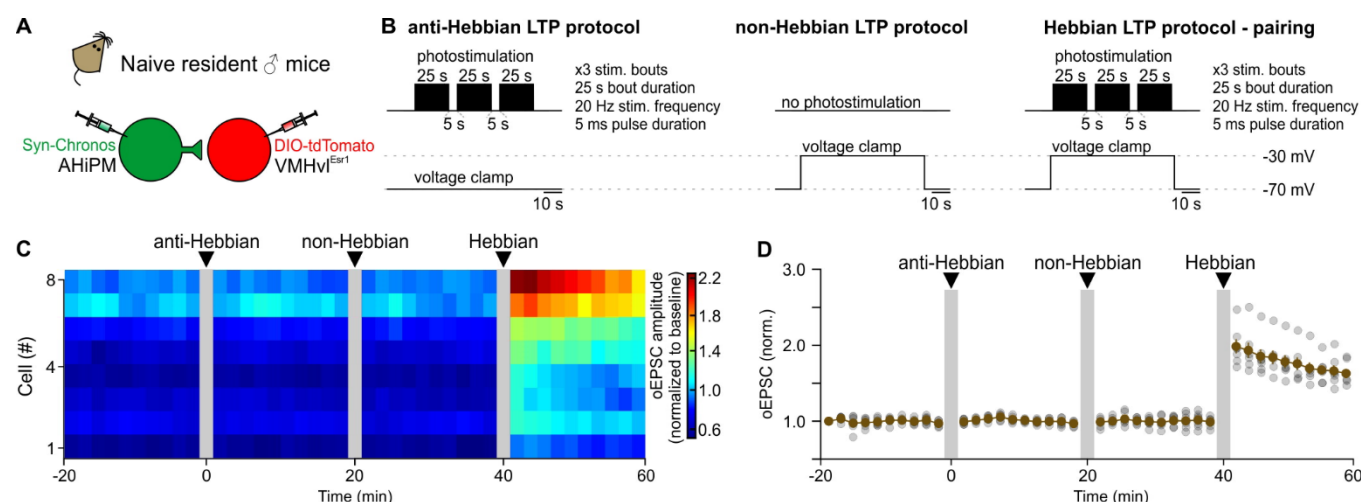 A
Naive resident ♂ mice
Syn-Chronos
AHiPM
DIO-tdTomato
VMHvl^Esr1
B
anti-Hebbian LTP protocol
photostimulation
25 s 25 s 25 s
5 s 5 s
x3 stim. bouts
25 s bout duration
20 Hz stim. frequency
5 ms pulse duration
voltage clamp
10 s
non-Hebbian LTP protocol
no photostimulation
voltage clamp
10 s
Hebbian LTP protocol - pairing
photostimulation
25 s 25 s 25 s
5 s 5 s
x3 stim. bouts
25 s bout duration
20 Hz stim. frequency
5 ms pulse duration
voltage clamp
-30 mV
-70 mV
10 s
C
anti-Hebbian non-Hebbian Hebbian
Cell (#)
8
4
1
-20 0 20 40 60
Time (min)
oEPSC amplitude
(normalized to baseline)
2.2
1.8
1.4
1.0
0.6
D
anti-Hebbian non-Hebbian Hebbian
oEPSC (norm.)
3.0
2.0
1.0
-20 0 20 40 60
Time (min)